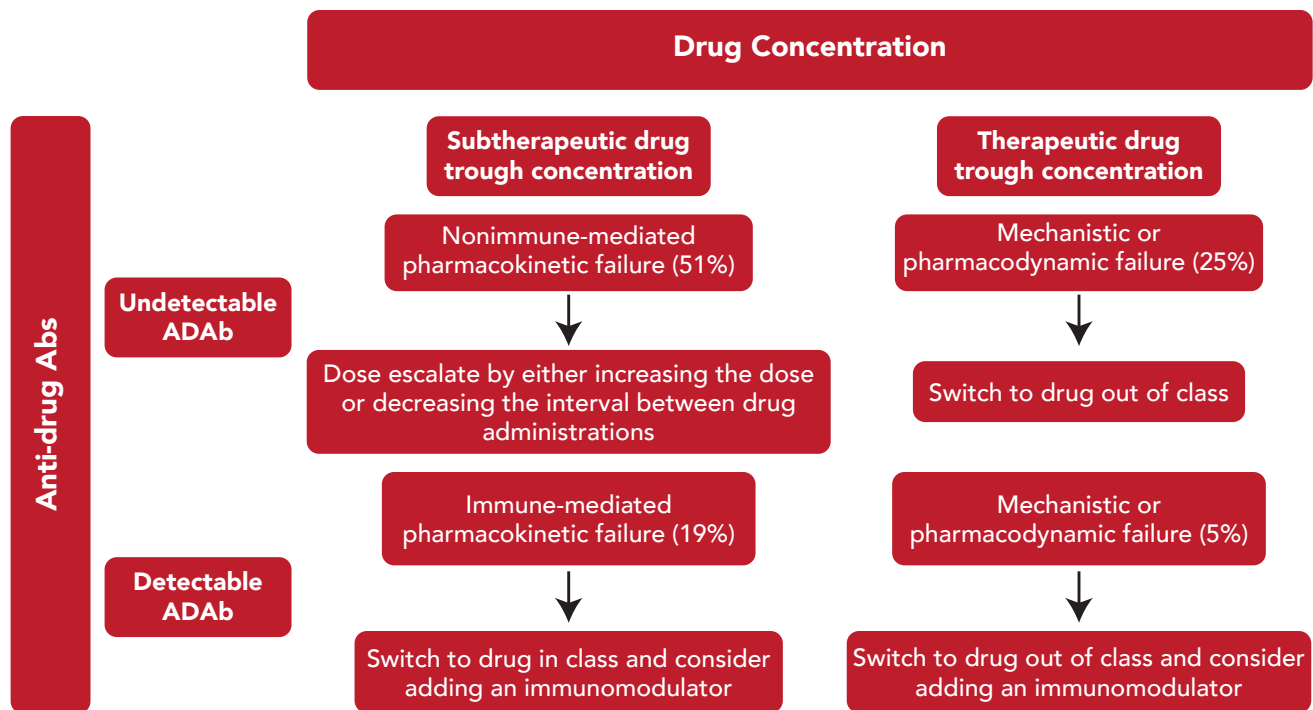 Drug Concentration
Anti-drug Abs
Subtherapeutic drug
trough concentration
Therapeutic drug
trough concentration
Undetectable
ADAb
Nonimmune-mediated
pharmacokinetic failure (51%)
Mechanistic or
pharmacodynamic failure (25%)
Dose escalate by either increasing the dose
or decreasing the interval between drug
administrations
Switch to drug out of class
Detectable
ADAb
Immune-mediated
pharmacokinetic failure (19%)
Mechanistic or
pharmacodynamic failure (5%)
Switch to drug in class and consider
adding an immunomodulator
Switch to drug out of class and consider
adding an immunomodulator